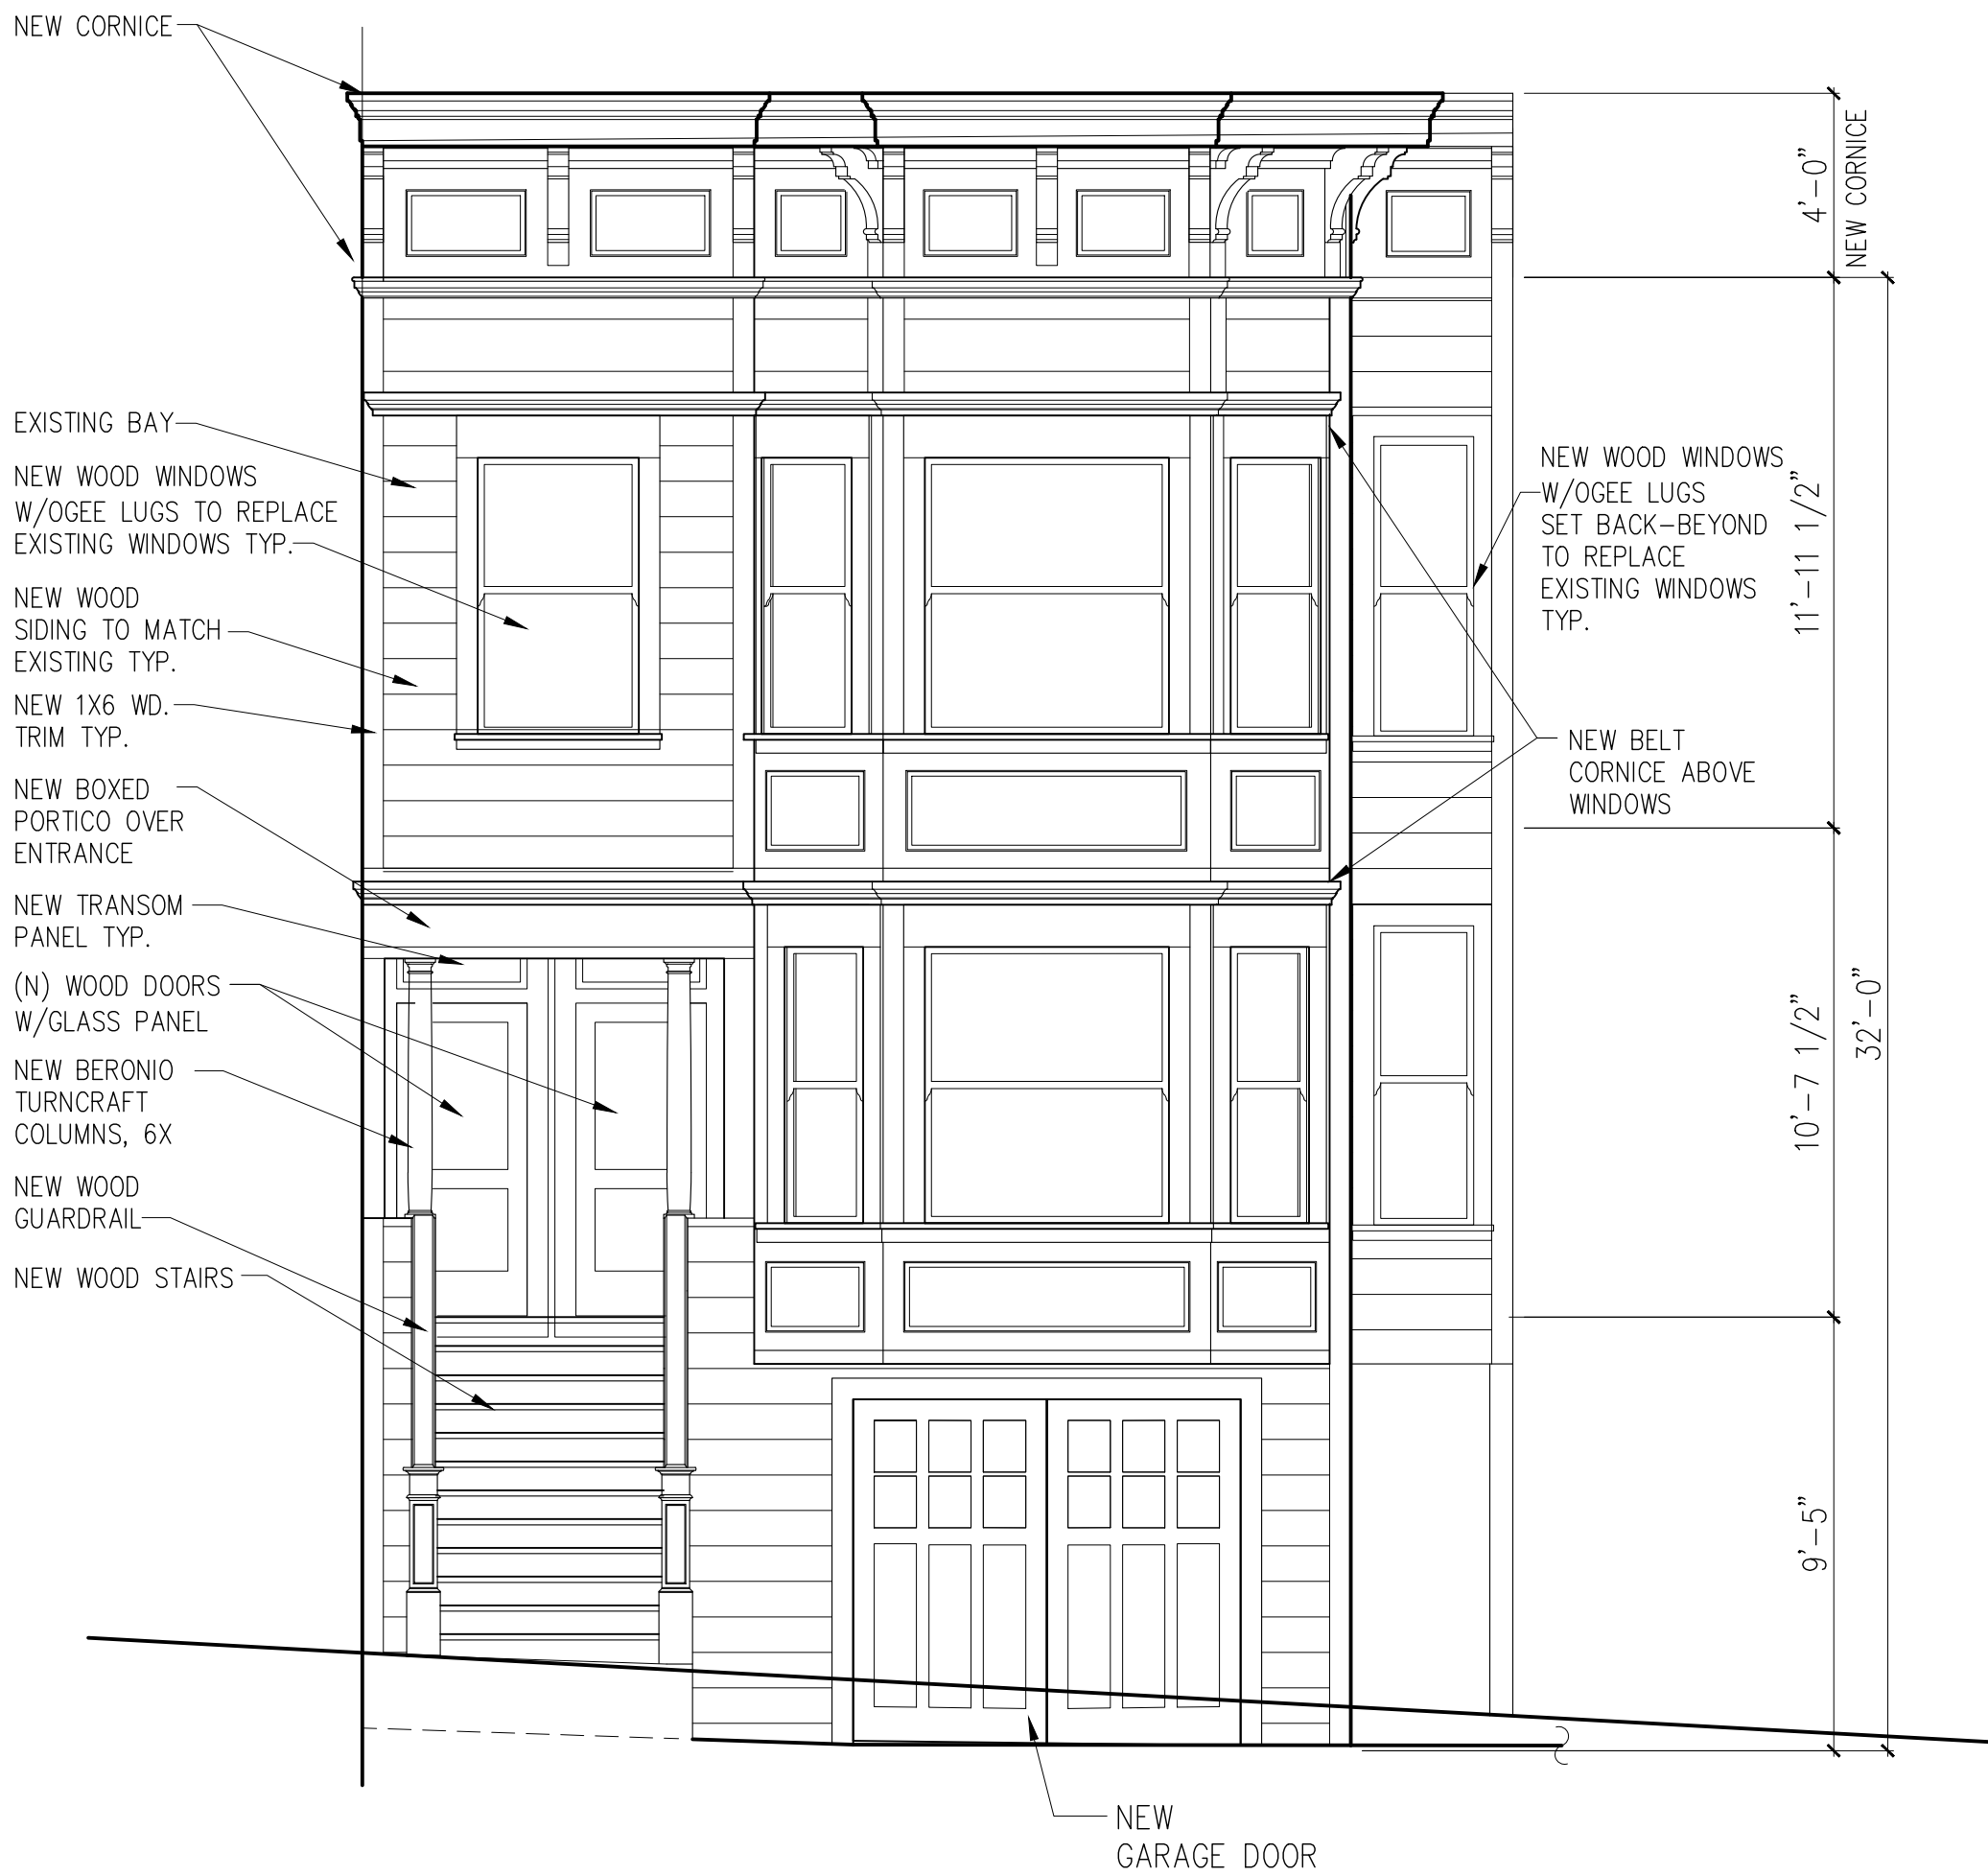 NEW CORNICE
EXISTING BAY
NEW WOOD WINDOWS
W/OGEE LUGS TO REPLACE
EXISTING WINDOWS TYP.
NEW WOOD
SIDING TO MATCH
EXISTING TYP.
NEW 1X6 WD.
TRIM TYP.
NEW BOXED
PORTICO OVER
ENTRANCE
NEW TRANSOM
PANEL TYP.
(N) WOOD DOORS
W/GLASS PANEL
NEW BERONIO
TURNCRAFT
COLUMNS, 6X
NEW WOOD
GUARDRAIL
NEW WOOD STAIRS
NEW WOOD WINDOWS
W/OGEE LUGS
SET BACK-BEYOND
TO REPLACE
EXISTING WINDOWS
TYP.
NEW BELT
CORNICE ABOVE
WINDOWS
4'-0"
NEW CORNICE
11'-11 1/2"
10'-7 1/2"
32'-0"
9'-5"
NEW
GARAGE DOOR